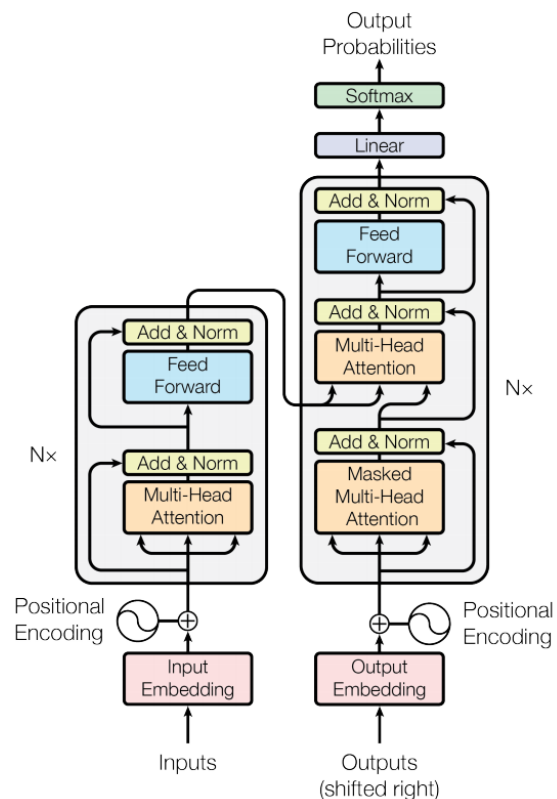 Output
Probabilities
Softmax
Linear
Add & Norm
Feed
Forward
Add & Norm
Multi-Head
Attention
N×
Add & Norm
Masked
Multi-Head
Attention
Add & Norm
Feed
Forward
N×
Add & Norm
Multi-Head
Attention
Positional
Encoding
Positional
Encoding
Input
Embedding
Output
Embedding
Inputs
Outputs
(shifted right)